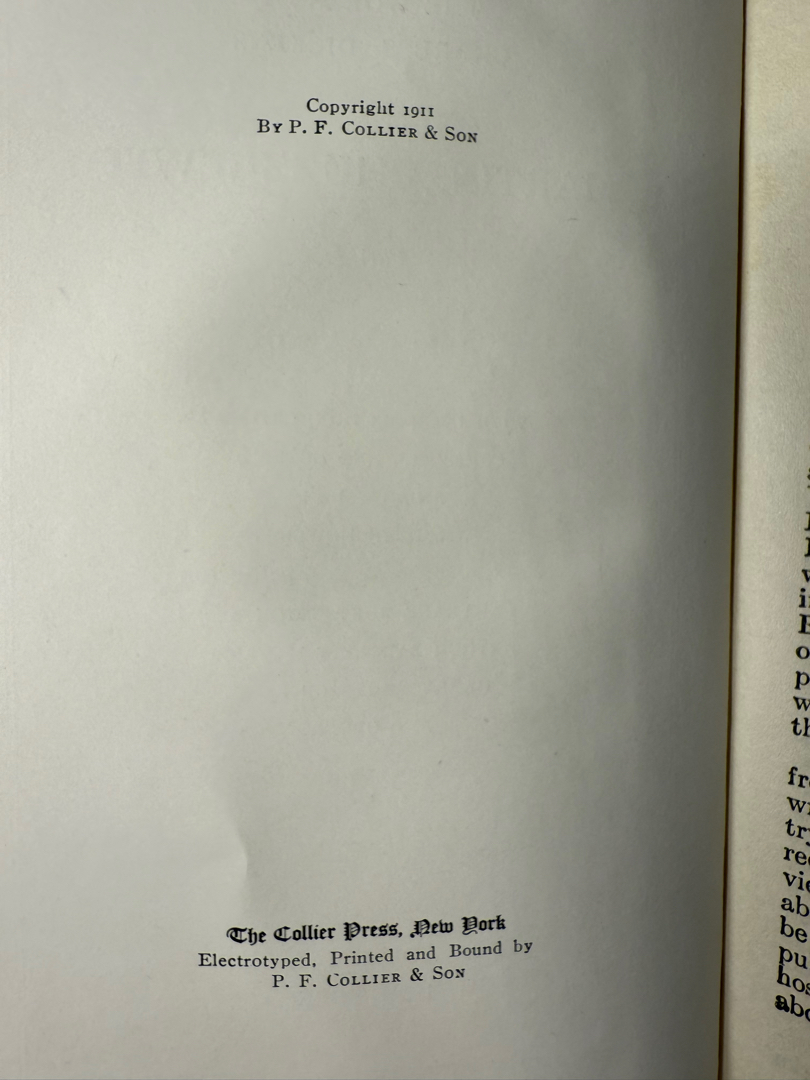 Copyright 1911
By P. F. Collier & Son
The Collier Press, New York
Electrotyped, Printed and Bound by
P. F. Collier & Son